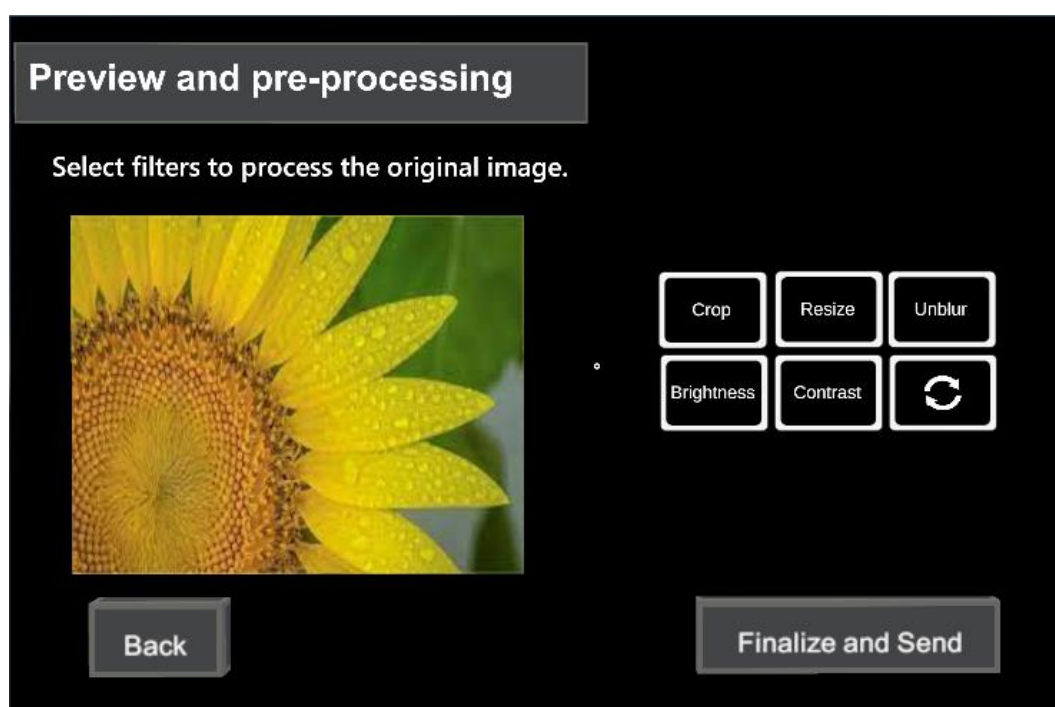 Preview and pre-processing
Select filters to process the original image.
Crop
Resize
Unblur
Brightness
Contrast
Back
Finalize and Send